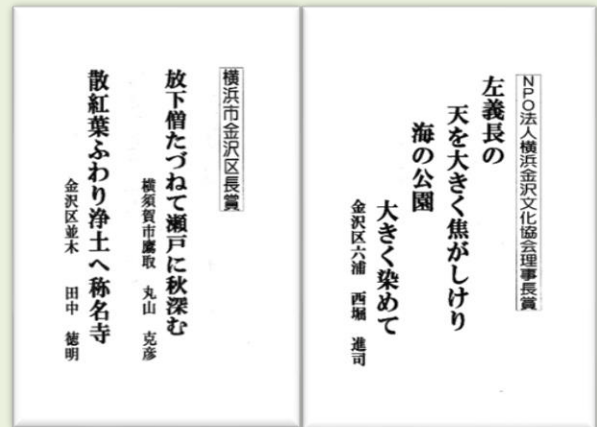 NPO法人横浜金沢文化協会理事長賞
左義長の
天を大きく焦がしけり
海の公園
大きく染めて
金沢区六浦 西堀 進司
横浜市金沢区長賞
放下僧たづねて瀬戸に秋深む
横須賀市鷹取 丸山 克彦
散紅葉ふわり浄土へ称名寺
金沢区並木 田中 徳明